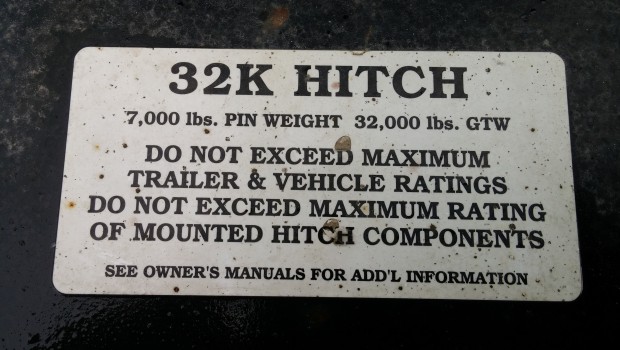 32K HITCH
7,000 lbs. PIN WEIGHT 32,000 lbs. GTW
DO NOT EXCEED MAXIMUM
TRAILER & VEHICLE RATINGS
DO NOT EXCEED MAXIMUM RATING
OF MOUNTED HITCH COMPONENTS
SEE OWNER'S MANUALS FOR ADD'L INFORMATION